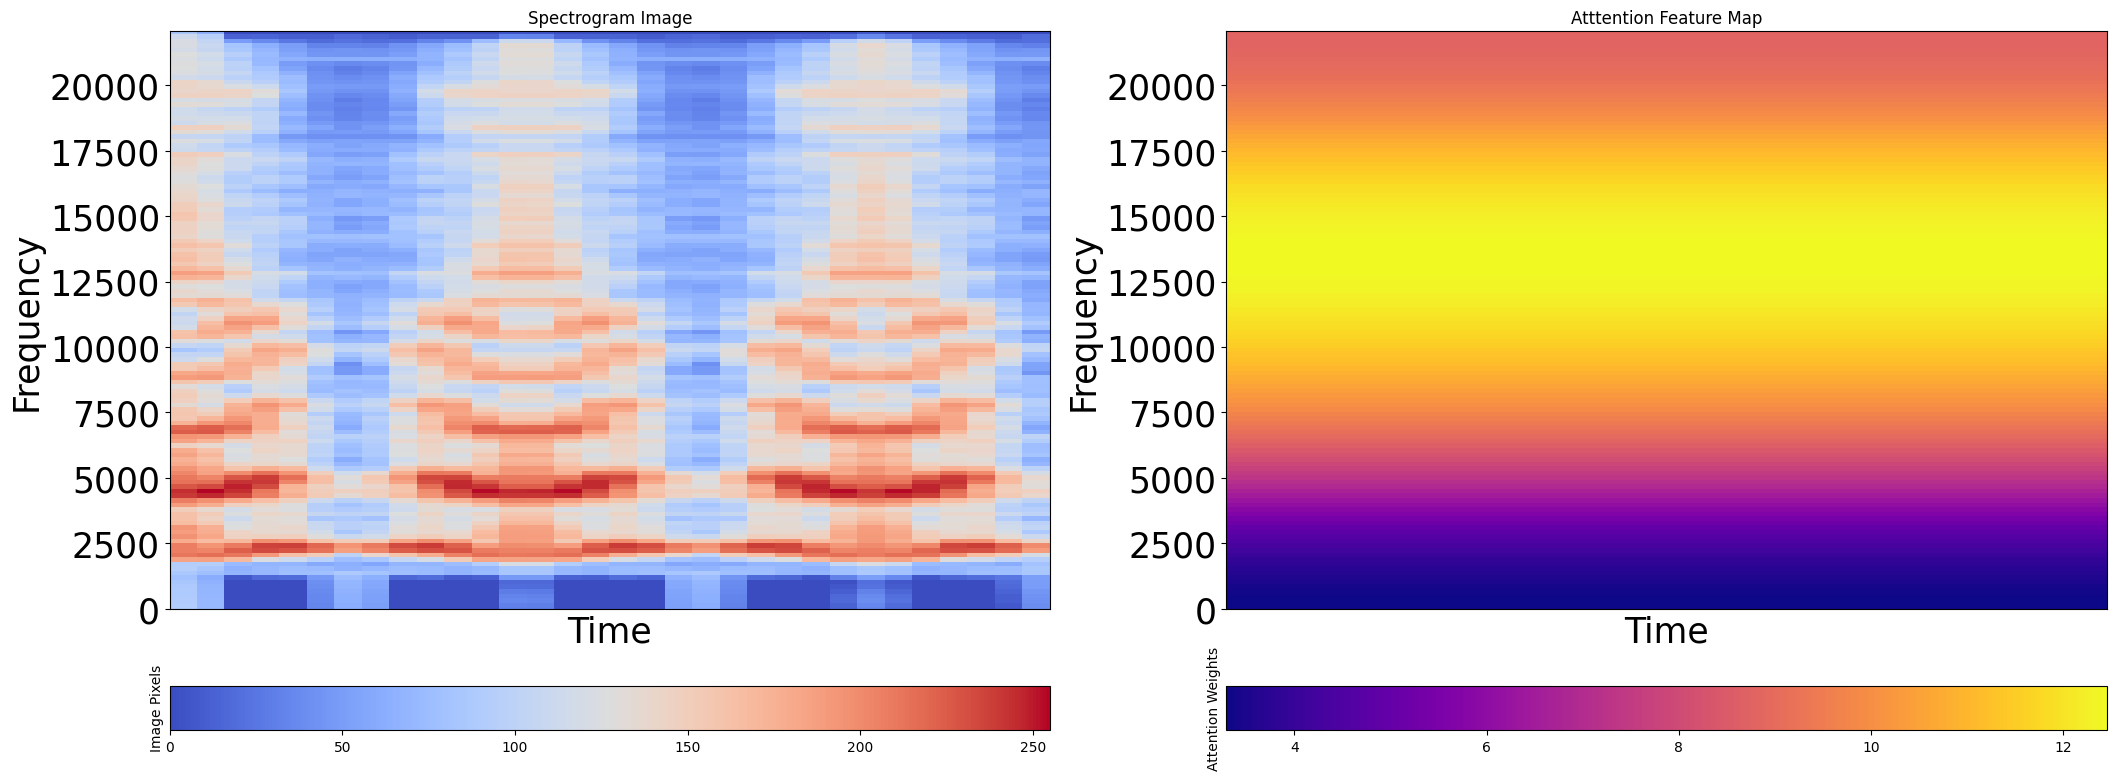 Spectrogram Image
Frequency
20000
17500
15000
12500
10000
7500
5000
2500
0
Time
Image Pixels
0 50 100 150 200 250
Atttention Feature Map
Frequency
20000
17500
15000
12500
10000
7500
5000
2500
0
Time
Attention Weights
4 6 8 10 12